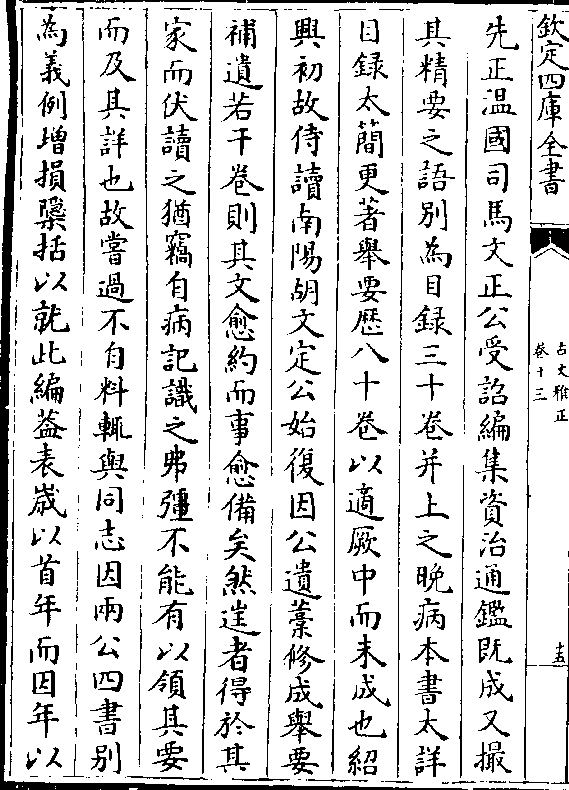 欽定四庫全書
古文雅正
卷十三
十五
先正温國司馬文正公受詔編集資治通鑑既成又撮
其精要之語别為目録三十卷并上之晚病本書太詳
目録太簡更著舉要歴八十卷以適厥中而未成也紹
興初故侍讀南陽胡文定公始復因公遺藁修成舉要
補遺若干卷則其文愈約而事愈備矣然徃者得於其
家而伏讀之猶竊自病記識之弗彊不能有以領其要
而及其詳也故嘗過不自料輒與同志因兩公四書别
為義例増損檃括以就此編葢表嵗以首年而因年以